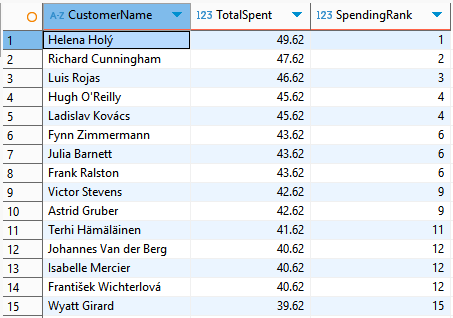 A-Z CustomerName 123 TotalSpent 123 SpendingRank
1 Helena Holý 49.62 1
2 Richard Cunningham 47.62 2
3 Luis Rojas 46.62 3
4 Hugh O'Reilly 45.62 4
5 Ladislav Kovács 45.62 4
6 Fynn Zimmermann 43.62 6
7 Julia Barnett 43.62 6
8 Frank Ralston 43.62 6
9 Victor Stevens 42.62 9
10 Astrid Gruber 42.62 9
11 Terhi Hämäläinen 41.62 11
12 Johannes Van der Berg 40.62 12
13 Isabelle Mercier 40.62 12
14 František Wichterlová 40.62 12
15 Wyatt Girard 39.62 15